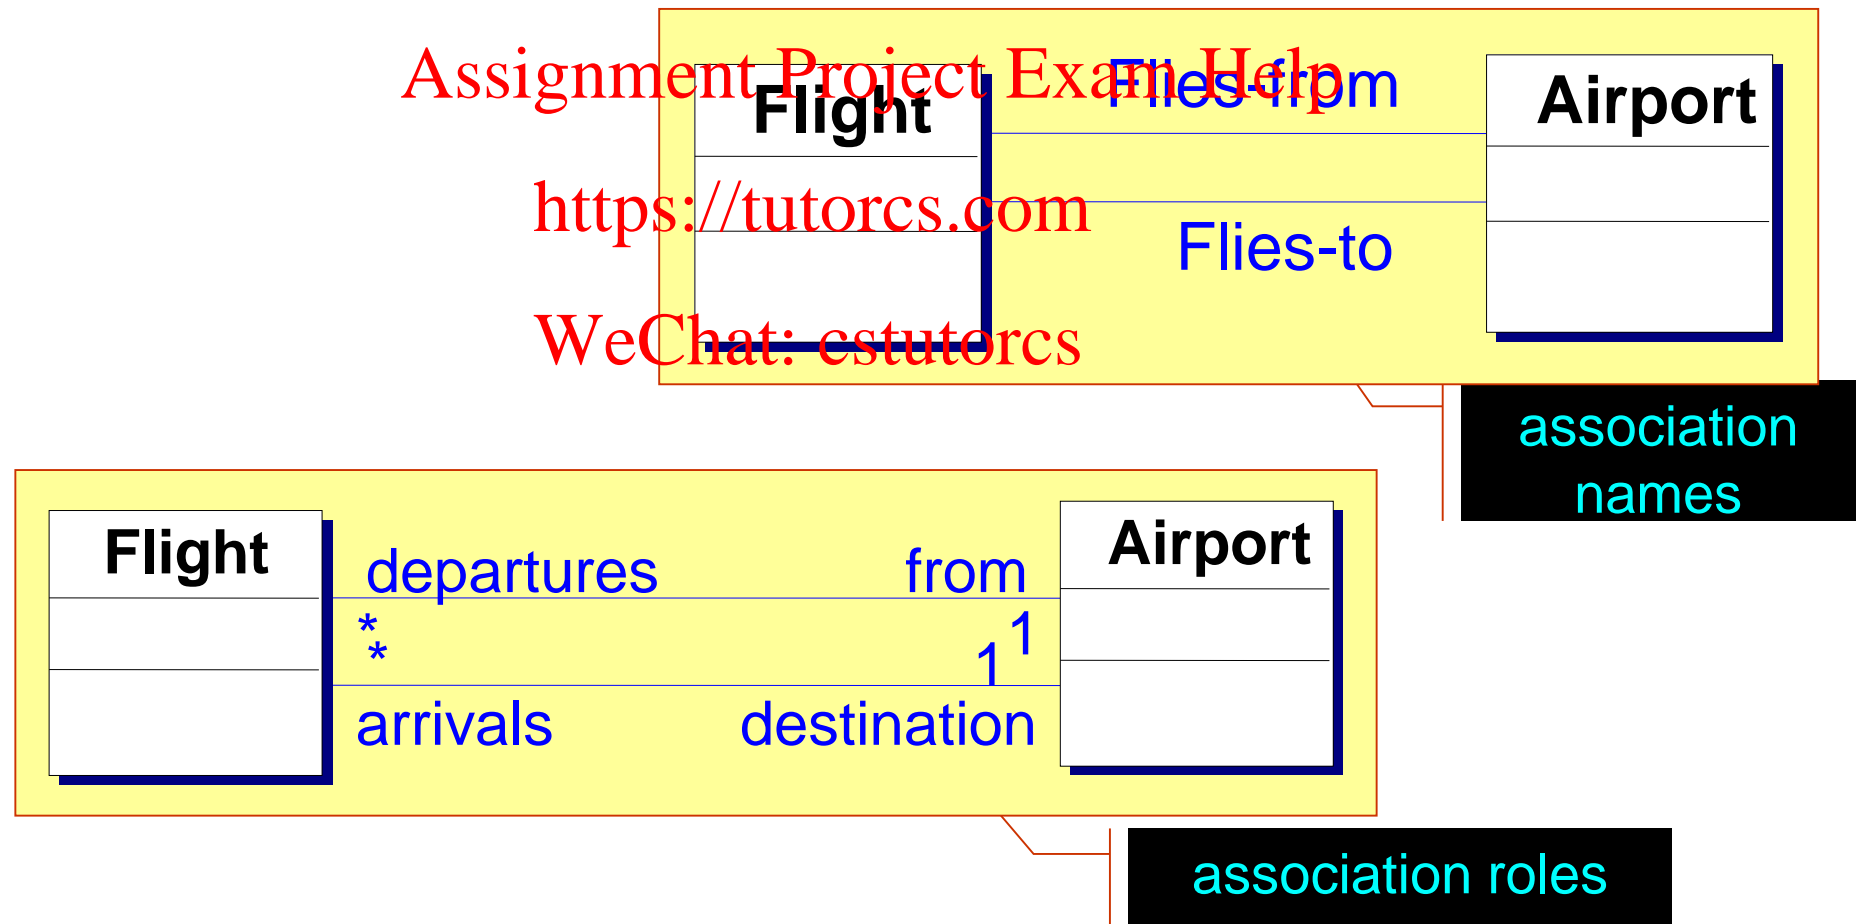 Assignment Project Exam Help
Flight
Flies-from
Airport
https://tutorcs.com
Flies-to
WeChat: cstutorcs
association
names
Flight
departures
from
Airport
*
1
*
1
arrivals
destination
association roles